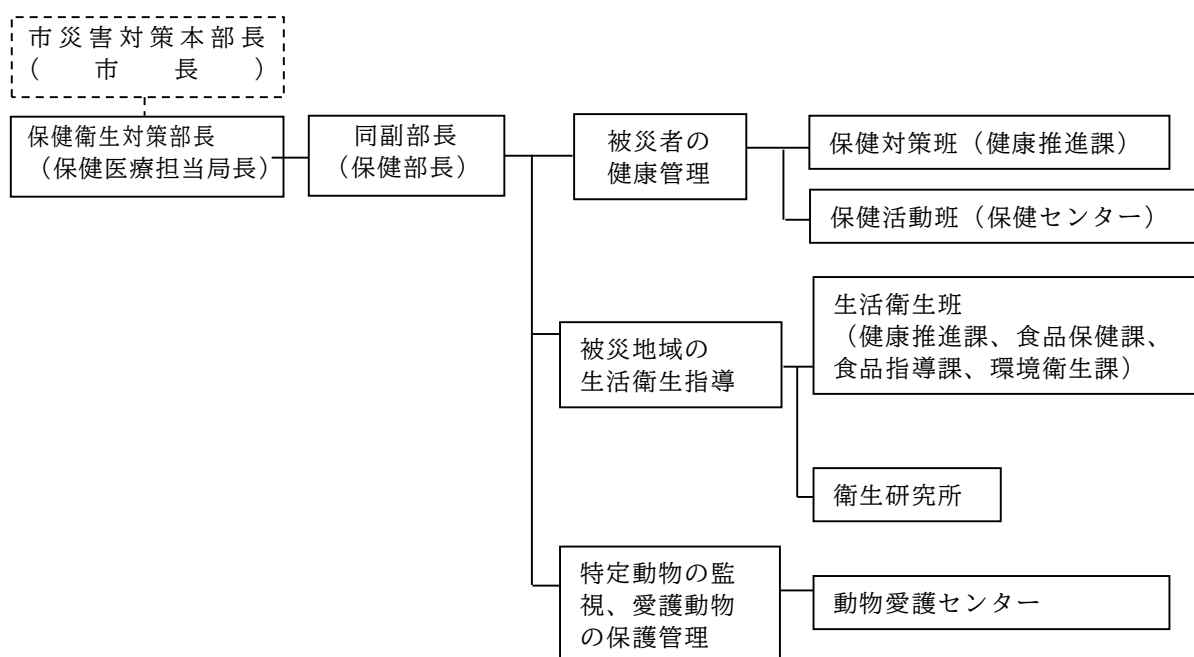 市災害対策本部長
（市長）
保健衛生対策部長
（保健医療担当局長）
同副部長
（保健部長）
被災者の
健康管理
保健対策班（健康推進課）
保健活動班（保健センター）
被災地域の
生活衛生指導
生活衛生班
（健康推進課、食品保健課、
食品指導課、環境衛生課）
衛生研究所
特定動物の監
視、愛護動物
の保護管理
動物愛護センター